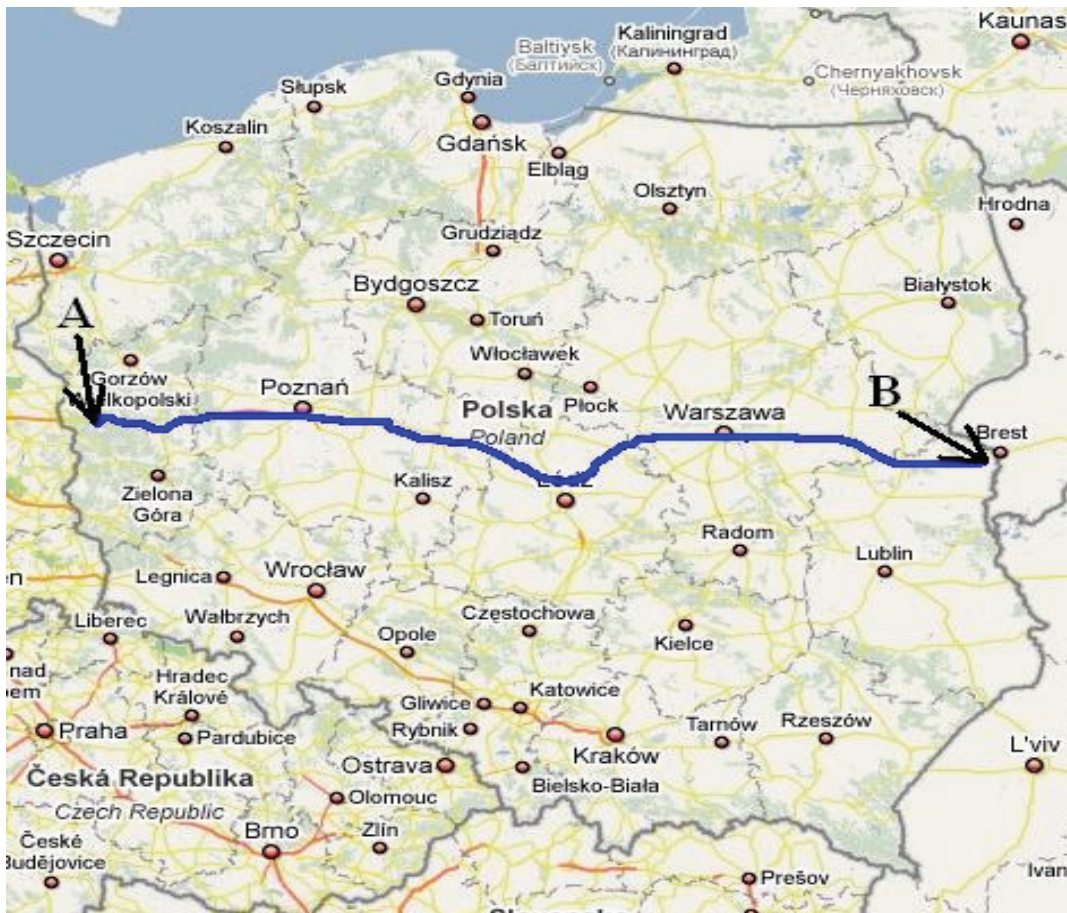 Kaunas
Kaliningrad
(Калининград)
Baltiysk
(Балтийск)
Chernyakhovsk
(Черняховск)
Gdynia
Słupsk
Koszalin
Gdańsk
Elbląg
Olsztyn
Hrodna
Szczecin
Grudziądz
Bydgoszcz
Białystok
Toruń
A
Włocławek
Gorzów
Wielkopolski
Poznań
Płock
Polska
Poland
Warszawa
B
Brest
Zielona
Góra
Kalisz
Radom
Lublin
Legnica
Wrocław
Liberec
Wałbrzych
Opole
Częstochowa
Kielce
Hradec
Králové
Gliwice
Katowice
Rybnik
Praha
Pardubice
Kraków
Tarnów
Rzeszów
L'viv
Ostrava
Bielsko-Biała
Česká Republika
Czech Republic
Olomouc
Brno
Zlín
České
Budějovice
Prešov